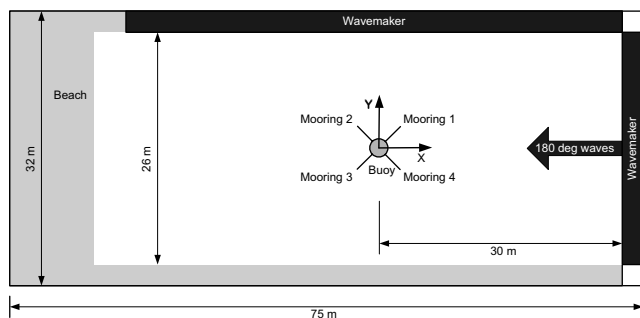 Wavemaker
Beach
Y
Mooring 2
Mooring 1
32 m
26 m
180 deg waves
Wavemaker
X
Buoy
Mooring 3
Mooring 4
30 m
75 m